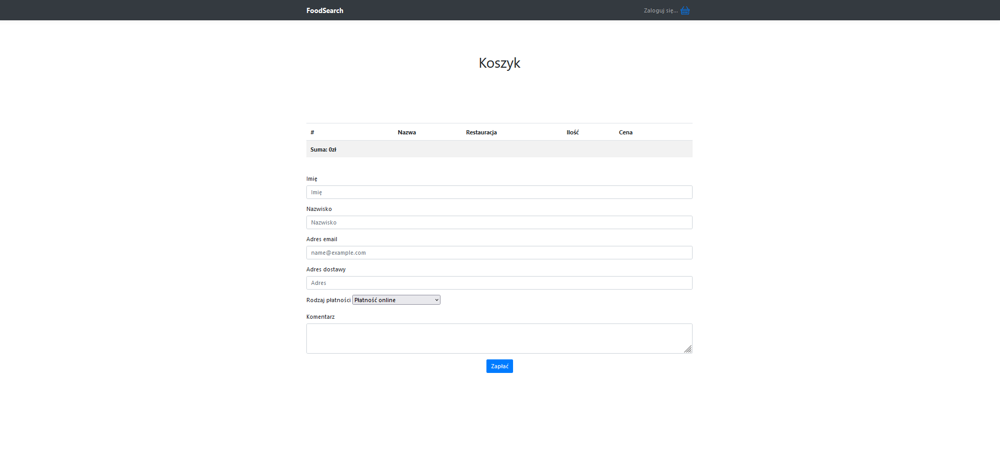 FoodSearch Zaloguj się...
Koszyk
# Nazwa Restauracja Ilość Cena
Suma: 0zł
Imię
Imię
Nazwisko
Nazwisko
Adres email
name@example.com
Adres dostawy
Adres
Rodzaj płatności Płatność online
Komentarz
Zapłać